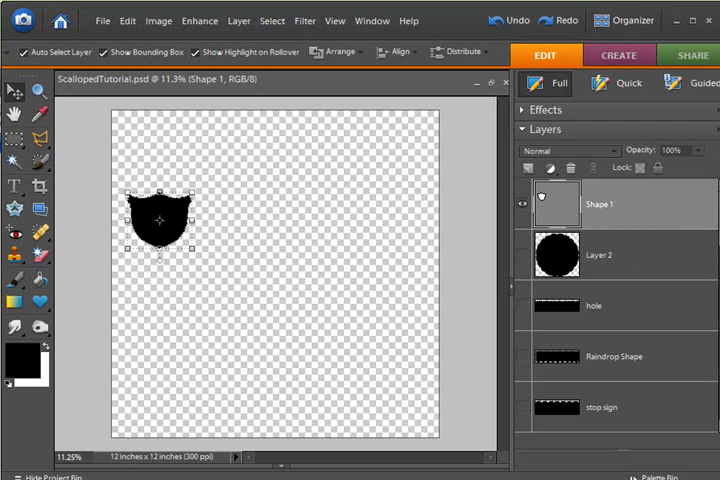 File Edit Image Enhance Layer Select Filter View Window Help Undo Redo Organizer
Auto Select Layer Show Bounding Box Show Highlight on Rollover Arrange Align Distribute EDIT CREATE SHARE
ScallopedTutorial.psd @ 11.3% (Shape 1, RGB/8)
Full Quick Guided
Effects
Layers
Normal Opacity: 100%
Lock:
Shape 1
Layer 2
hole
Raindrop Shape
stop sign
11.25% 12 inches x 12 inches (300 ppi)
Hide Project Bin Palette Bin